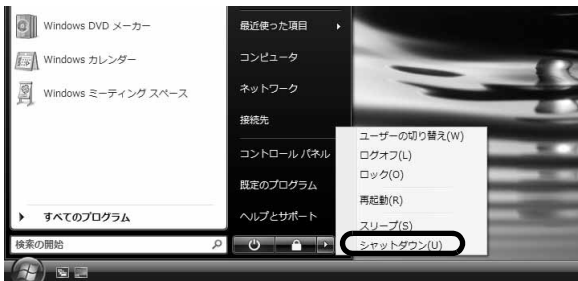 Windows DVD メーカー
Windows カレンダー
Windows ミーティング スペース
すべてのプログラム
検索の開始
最近使った項目
コンピュータ
ネットワーク
接続先
コントロール パネル
既定のプログラム
ヘルプとサポート
ユーザーの切り替え(W)
ログオフ(L)
ロック(O)
再起動(R)
スリープ(S)
シャットダウン(U)